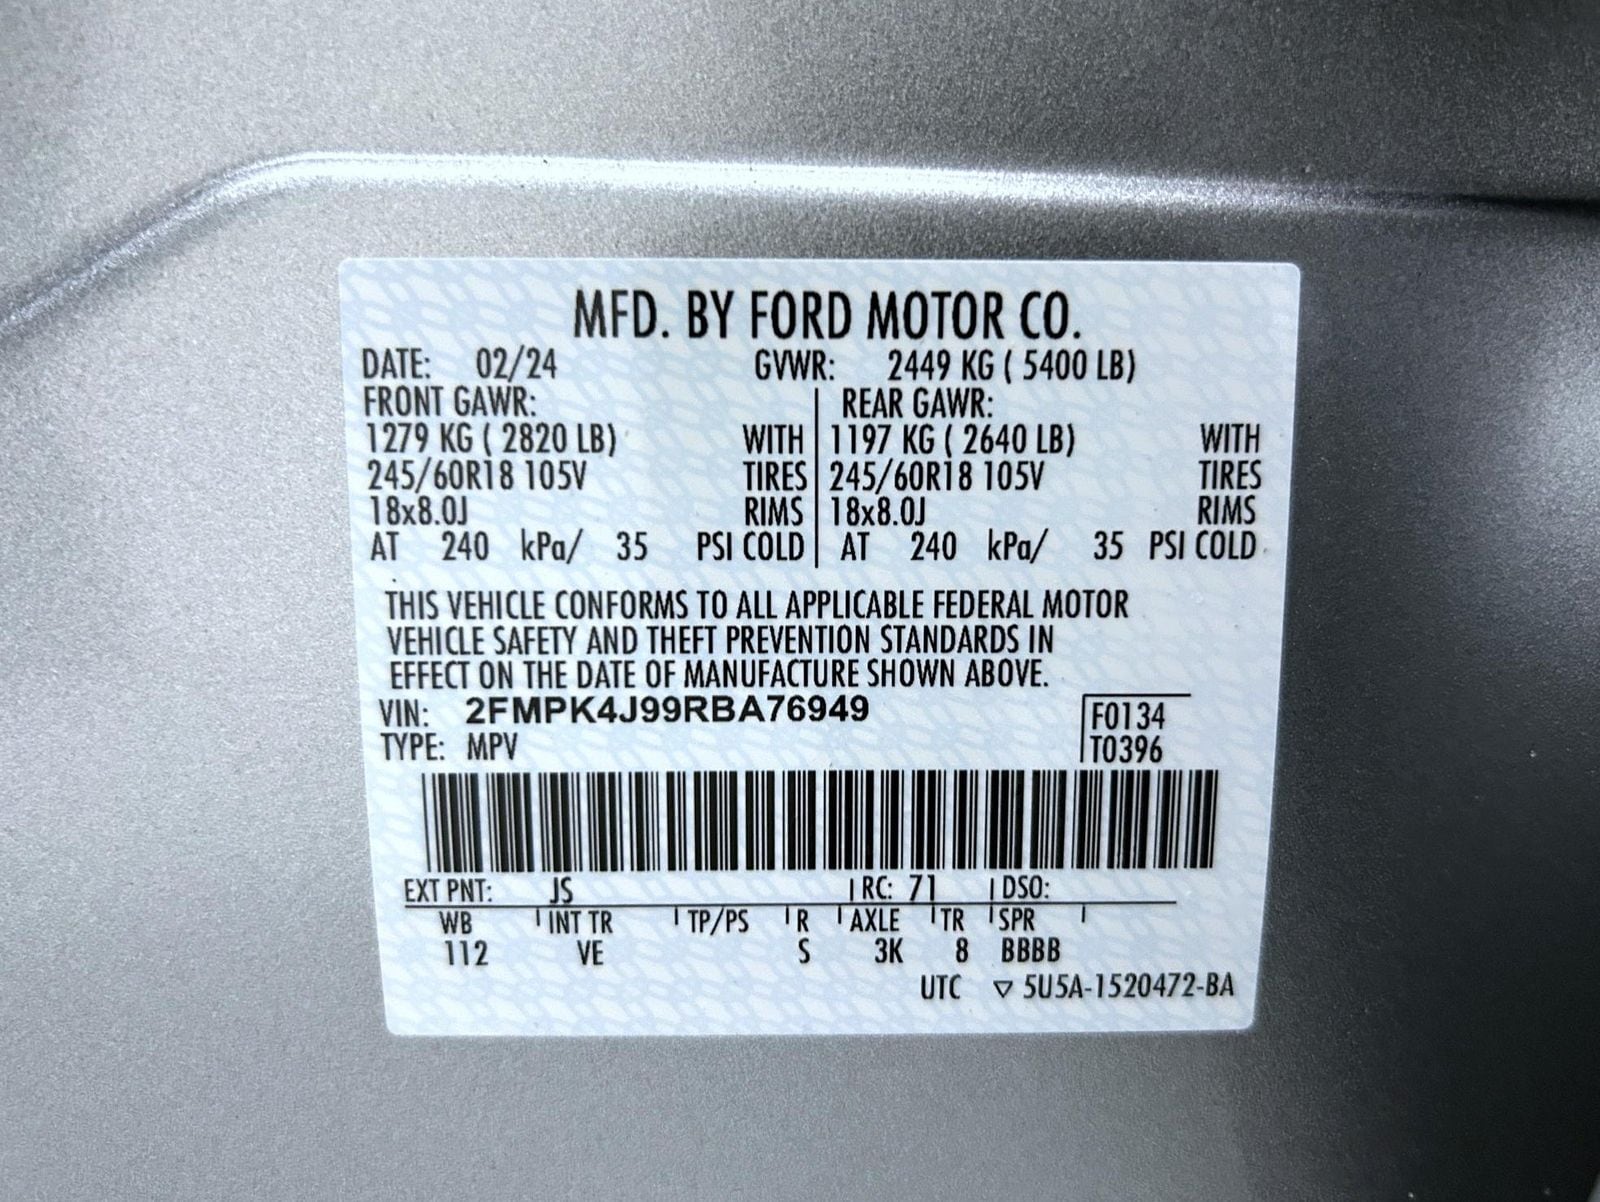 MFD. BY FORD MOTOR CO.
DATE: 02/24 GVWR: 2449 KG ( 5400 LB)
FRONT GAWR: REAR GAWR:
1279 KG ( 2820 LB) WITH 1197 KG ( 2640 LB) WITH
245/60R18 105V TIRES 245/60R18 105V TIRES
18x8.0J RIMS 18x8.0J RIMS
AT 240 kPa/ 35 PSI COLD AT 240 kPa/ 35 PSI COLD
THIS VEHICLE CONFORMS TO ALL APPLICABLE FEDERAL MOTOR
VEHICLE SAFETY AND THEFT PREVENTION STANDARDS IN
EFFECT ON THE DATE OF MANUFACTURE SHOWN ABOVE.
VIN: 2FMPK4J99RBA76949 F0134
TYPE: MPV T0396
EXT PNT: JS RC: 71 DSO:
WB INT TR TP/PS R AXLE TR SPR
112 VE S 3K 8 BBBB
UTC ▽ 5U5A-1520472-BA